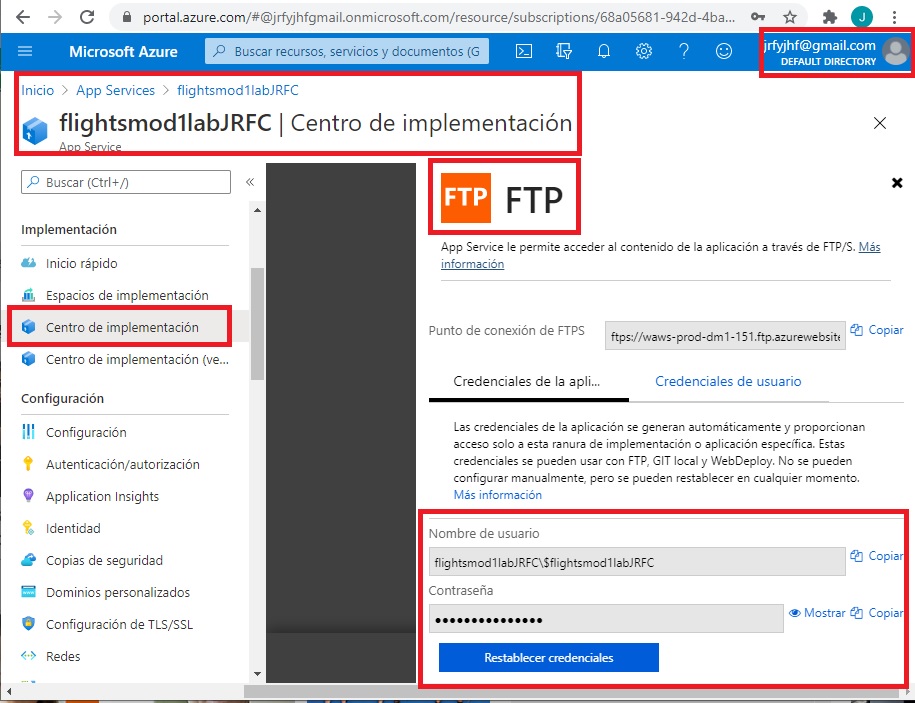 portal.azure.com/#@jrfyjhfgmail.onmicrosoft.com/resource/subscriptions/68a05681-942d-4ba...
J
Microsoft Azure
Buscar recursos, servicios y documentos (G
jrfyjhf@gmail.com
DEFAULT DIRECTORY
Inicio > App Services > flightsmod1labJRFC
flightsmod1labJRFC | Centro de implementación
App Service
Buscar (Ctrl+/)
Implementación
Inicio rápido
Espacios de implementación
Centro de implementación
Centro de implementación (ve...
Configuración
Configuración
Autenticación/autorización
Application Insights
Identidad
Copias de seguridad
Dominios personalizados
Configuración de TLS/SSL
Redes
FTP FTP
App Service le permite acceder al contenido de la aplicación a través de FTP/S. Más
información
Punto de conexión de FTPS
ftps://waws-prod-dm1-151.ftp.azurewebsite
Copiar
Credenciales de la apli...
Credenciales de usuario
Las credenciales de la aplicación se generan automáticamente y proporcionan
acceso solo a esta ranura de implementación o aplicación específica. Estas
credenciales se pueden usar con FTP, GIT local y WebDeploy. No se pueden
configurar manualmente, pero se pueden restablecer en cualquier momento.
Más información
Nombre de usuario
flightsmod1labJRFC\$flightsmod1labJRFC
Copiar
Contraseña
•••••••••••••••
Mostrar
Copiar
Restablecer credenciales